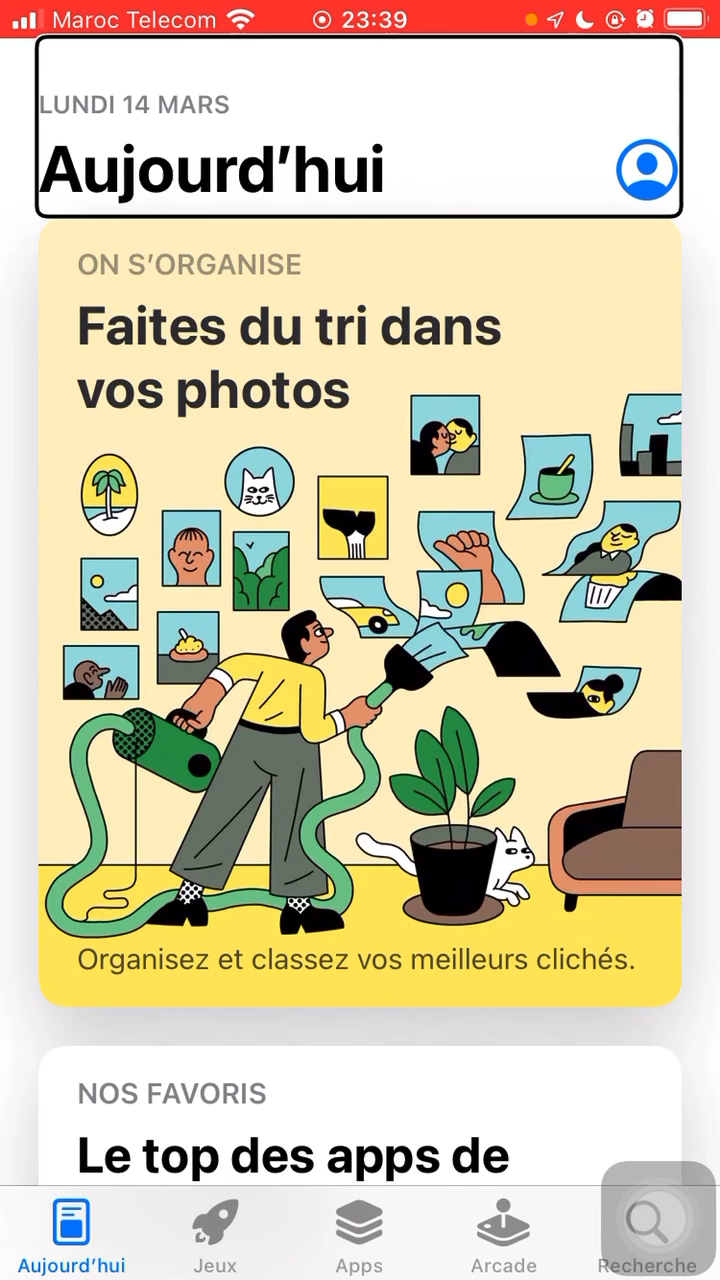 Maroc Telecom 23:39
LUNDI 14 MARS
Aujourd’hui
ON S’ORGANISE
Faites du tri dans
vos photos
Organisez et classez vos meilleurs clichés.
NOS FAVORIS
Le top des apps de
Aujourd’hui Jeux Apps Arcade Recherche